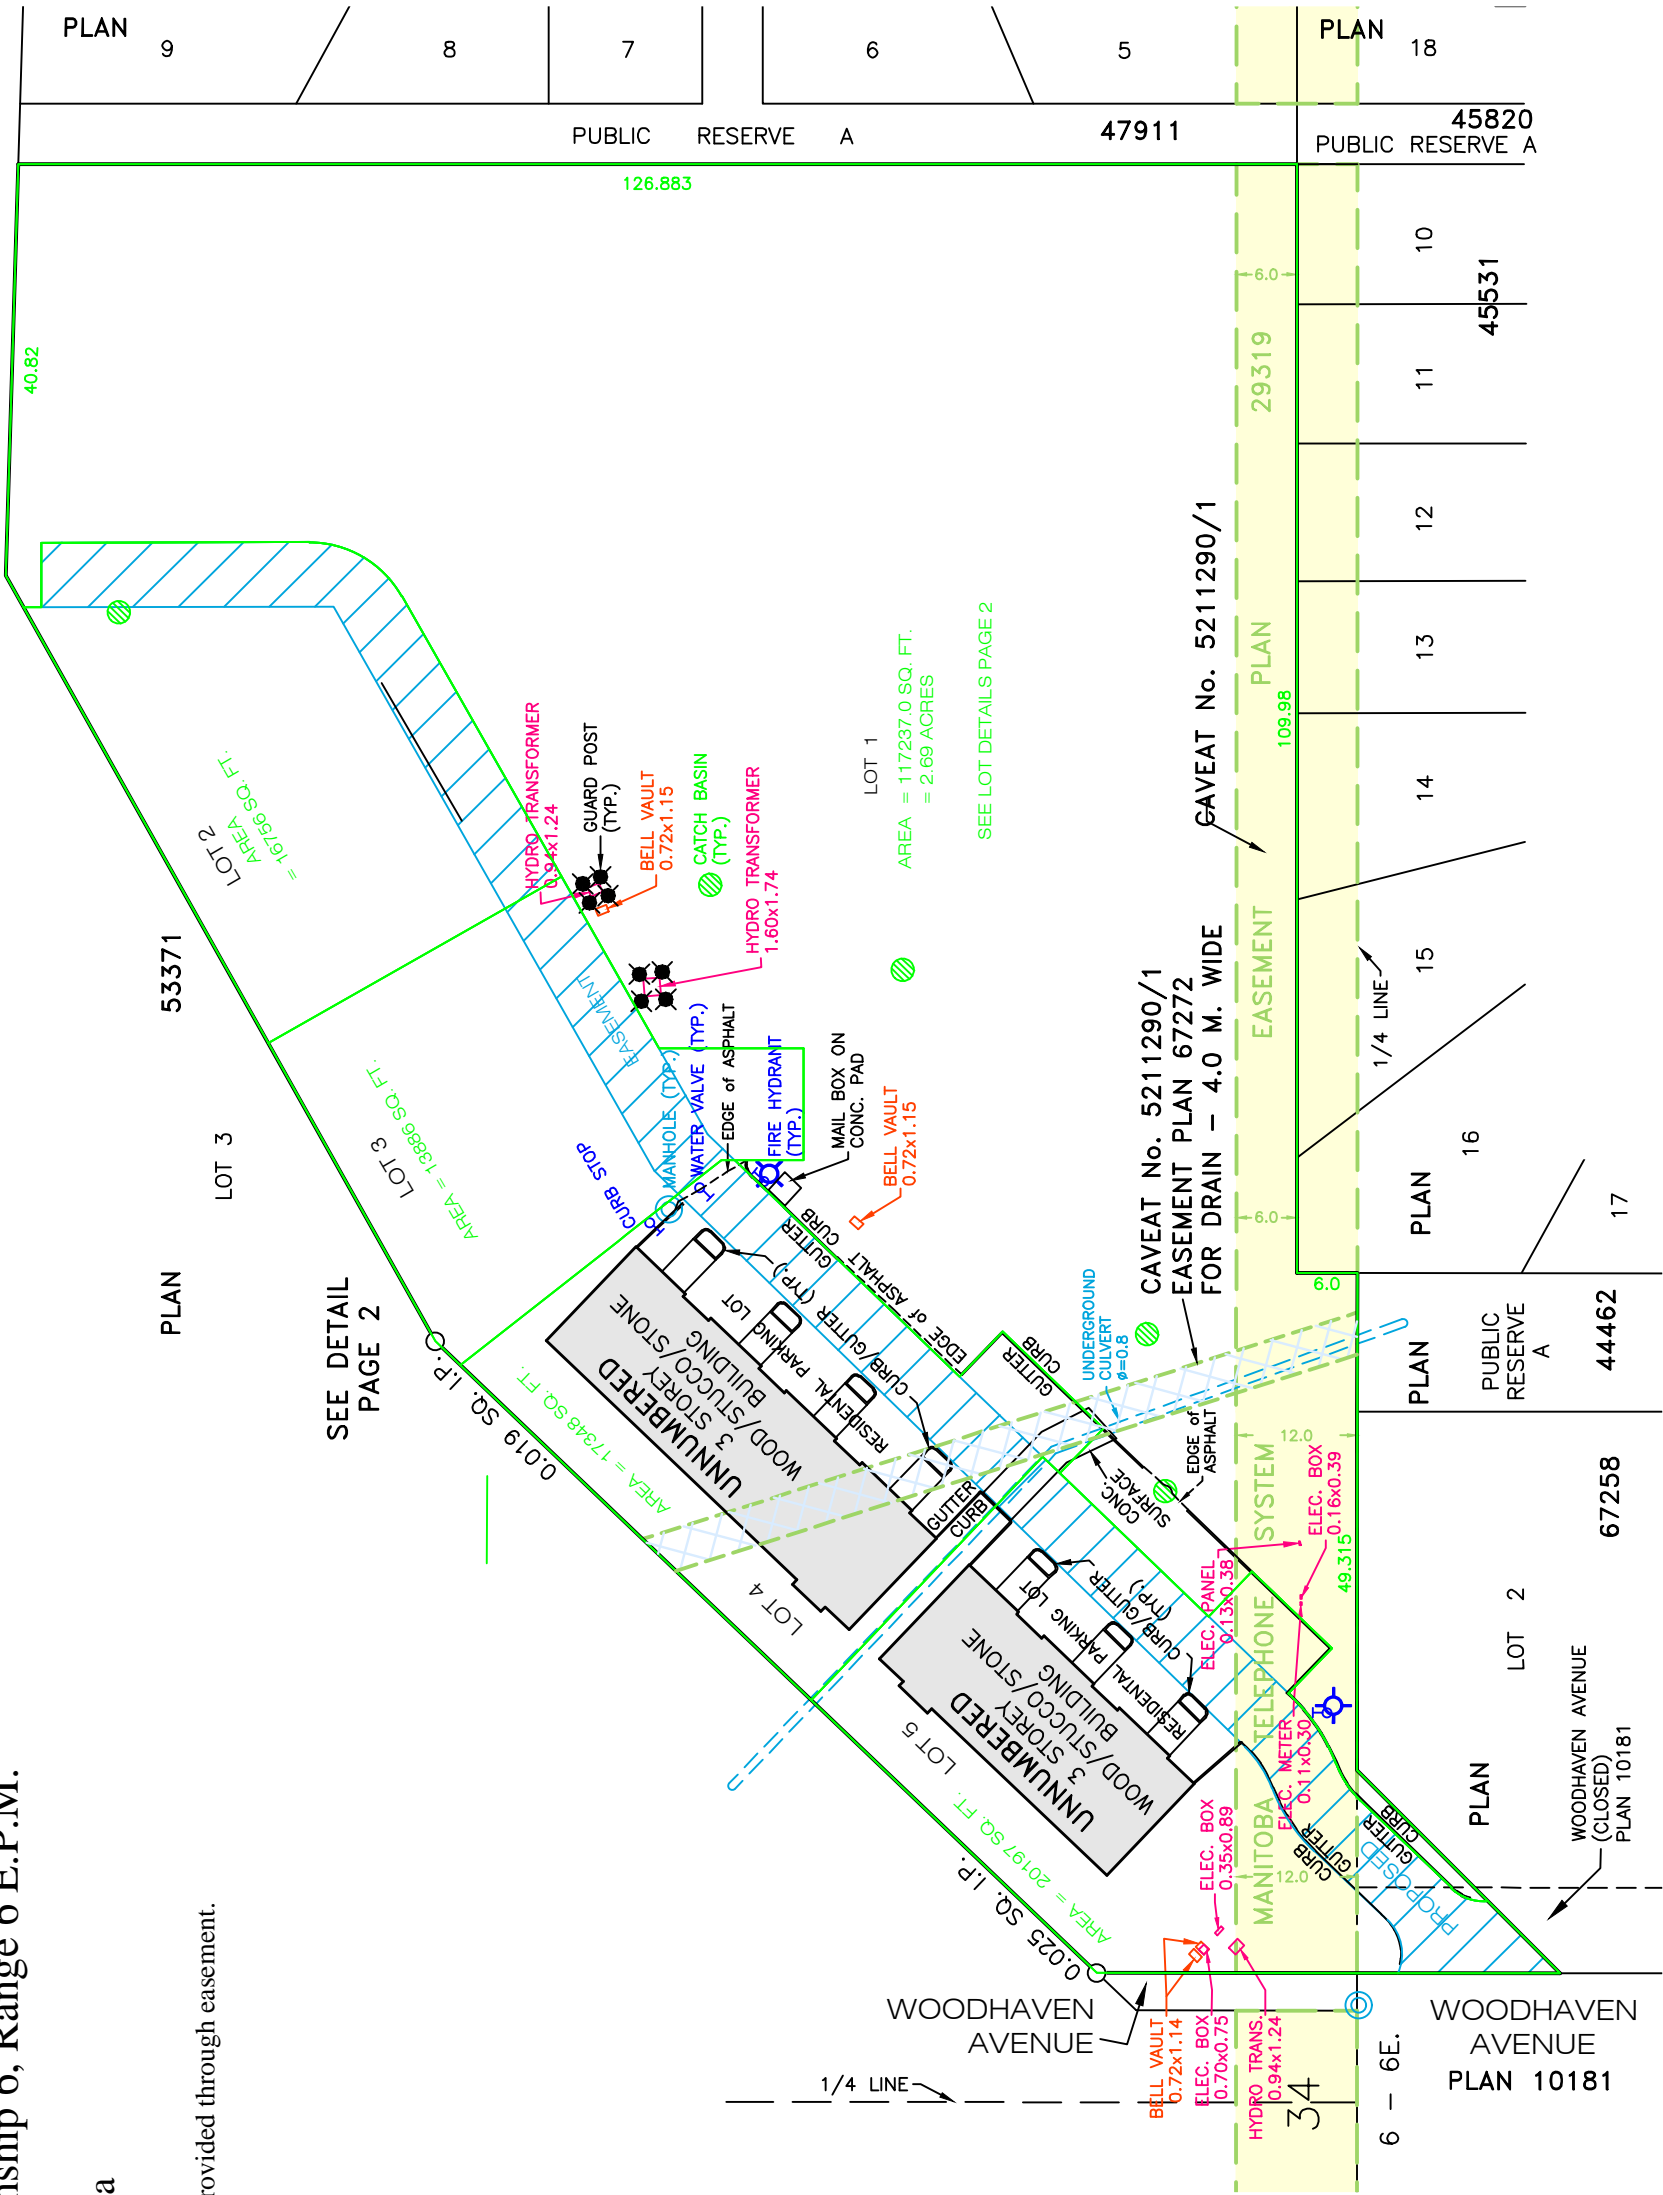 PLAN
9
8
7
6
5
PLAN
18
PUBLIC RESERVE A
47911
45820
PUBLIC RESERVE A
126.883
40.82
10
45531
11
12
13
14
15
16
17
6.0
29319
PLAN
EASEMENT
109.98
CAVEAT No. 5211290/1
1/4 LINE
LOT 1
AREA = 117237.0 SQ. FT.
= 2.69 ACRES
SEE LOT DETAILS PAGE 2
LOT 2
AREA
= 16756 SQ. FT.
HYDRO TRANSFORMER
0.94x1.24
GUARD POST
(TYP.)
BELL VAULT
0.72x1.15
CATCH BASIN
(TYP.)
HYDRO TRANSFORMER
1.60x1.74
53371
LOT 3
PLAN
LOT 3
AREA = 13886 SQ. FT.
EASEMENT
CURB STOP
MANHOLE (TYP.)
WATER VALVE (TYP.)
EDGE of ASPHALT
FIRE HYDRANT
(TYP.)
MAIL BOX ON
CONC. PAD
BELL VAULT
0.72x1.15
SEE DETAIL
PAGE 2
SQ. I.P.
0.019
AREA = 17348 SQ. FT.
LOT 4
UNNUMBERED
3 STOREY
WOOD/STUCCO/STONE
BUILDING
RESIDENTAL PARKING LOT
CURB/GUTTER (TYP.)
GUTTER
CURB
EDGE of ASPHALT
GUTTER
CURB
GUTTER
CURB
UNDERGROUND
CULVERT
ø=0.8
CAVEAT No. 5211290/1
EASEMENT PLAN 67272
FOR DRAIN – 4.0 M. WIDE
6.0
6.0
PLAN
PLAN
PUBLIC
RESERVE
A
44462
12.0
CONC.
SURFACE
EDGE of
ASPHALT
LOT 5
AREA = 20197 SQ. FT.
UNNUMBERED
3 STOREY
WOOD/STUCCO/STONE
BUILDING
RESIDENTAL PARKING LOT
CURB/GUTTER
(TYP.)
ELEC. PANEL
0.13x0.38
ELEC. BOX
0.16x0.39
49.315
67258
LOT 2
PLAN
MANITOBA TELEPHONE SYSTEM
ELEC. METER
0.11x0.30
ELEC. BOX
0.35x0.89
12.0
CURB
GUTTER
GUTTER
CURB
PROPOSED
WOODHAVEN AVENUE
(CLOSED)
PLAN 10181
SQ. I.P.
0.025
WOODHAVEN
AVENUE
BELL VAULT
0.72x1.14
ELEC. BOX
0.70x0.75
HYDRO TRANS.
0.94x1.24
34
6 – 6E.
WOODHAVEN
AVENUE
PLAN 10181
1/4 LINE
nship 6, Range 6 E.P.M.
a
rovided through easement.